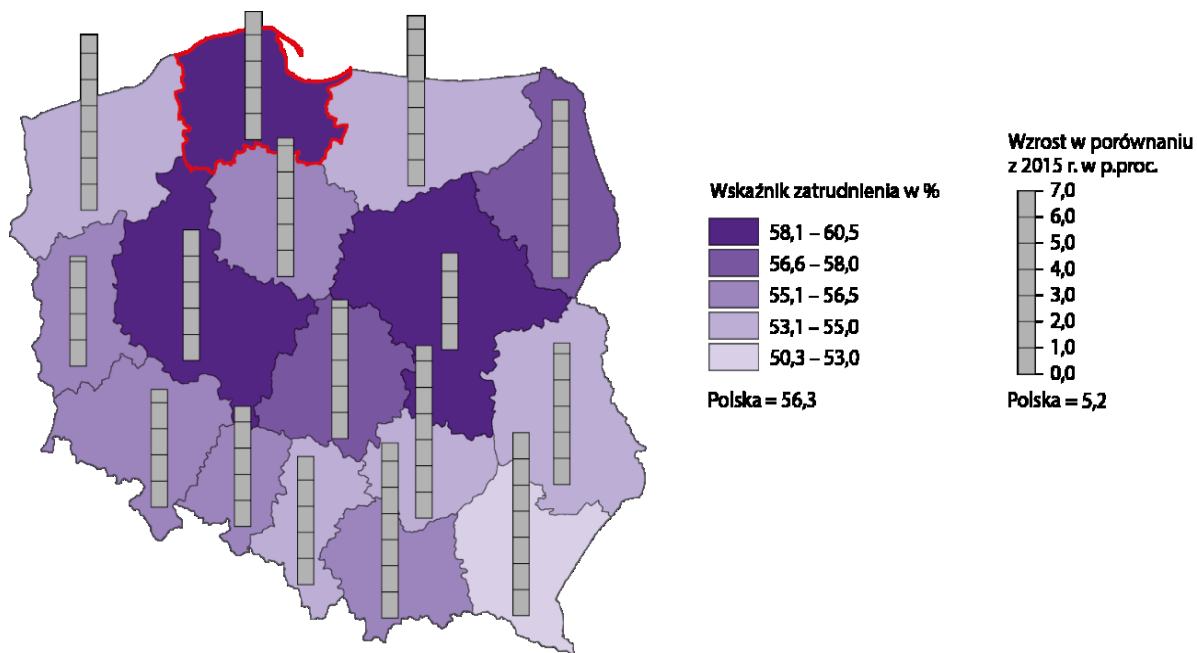 Wskaźnik zatrudnienia w %
58,1 – 60,5
56,6 – 58,0
55,1 – 56,5
53,1 – 55,0
50,3 – 53,0
Polska = 56,3
Wzrost w porównaniu
z 2015 r. w p.proc.
7,0
6,0
5,0
4,0
3,0
2,0
1,0
0,0
Polska = 5,2